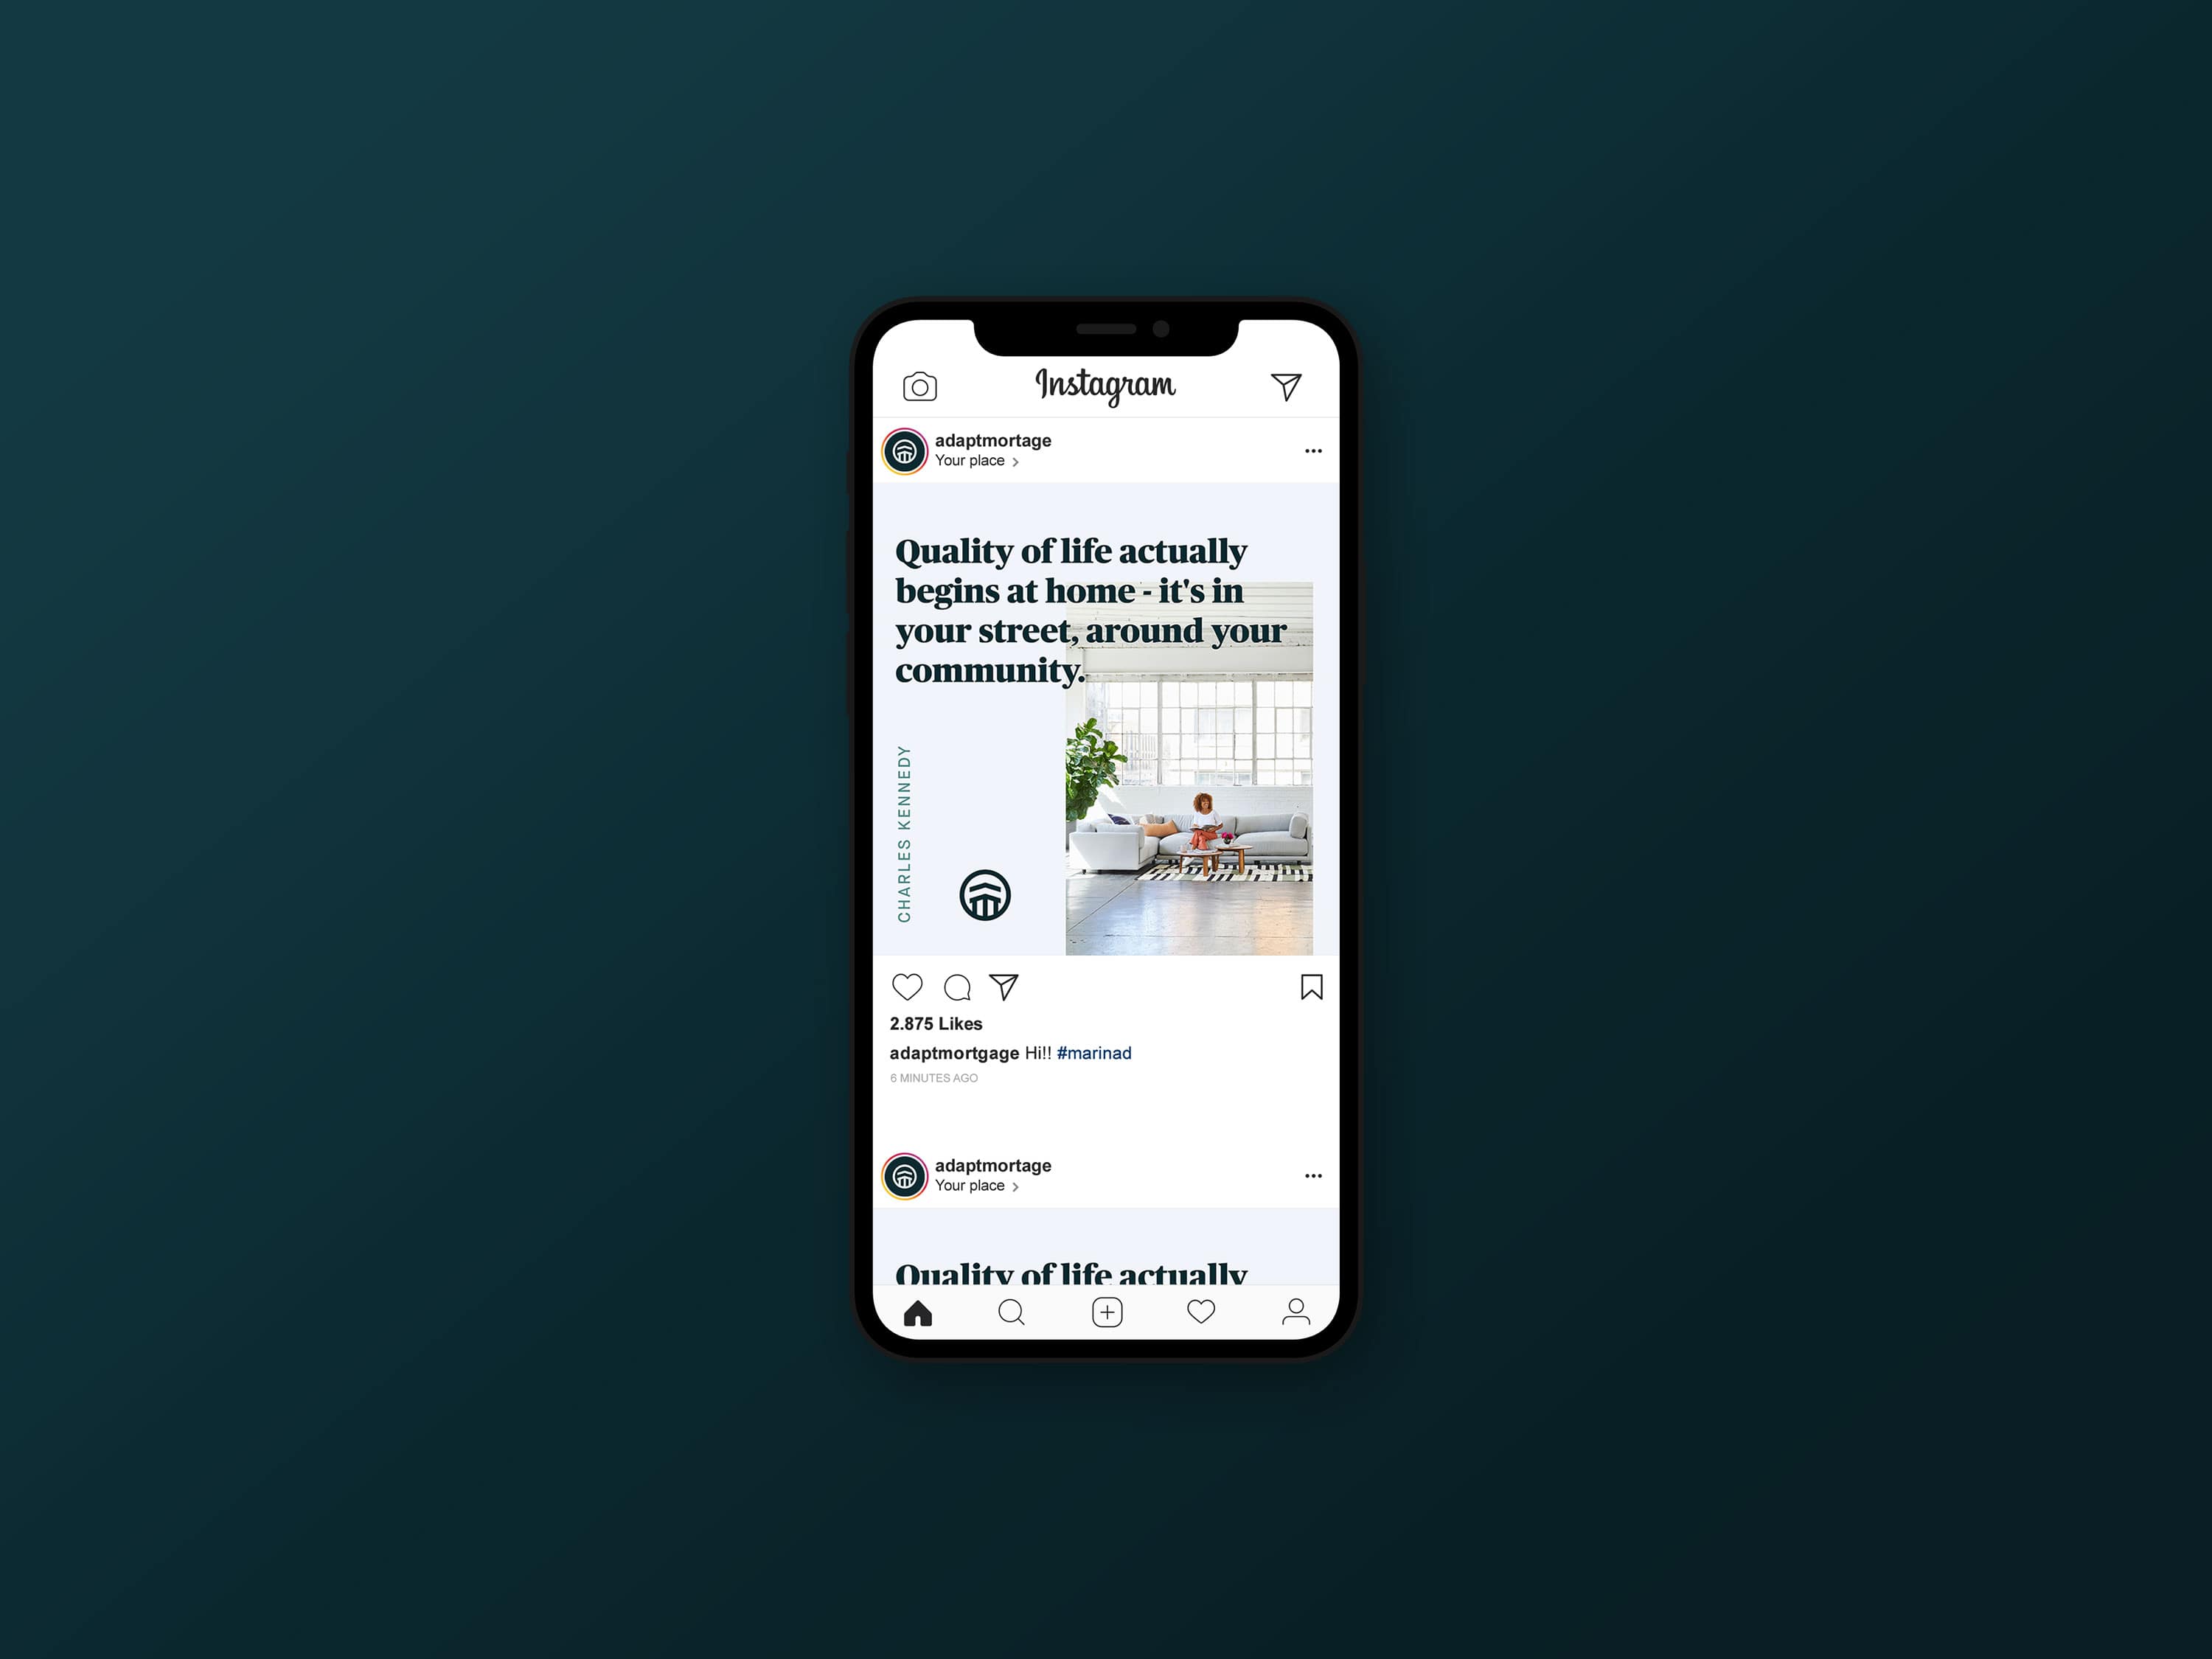 Instagram
adaptmortage
Your place
Quality of life actually
begins at home - it's in
your street, around your
community.
CHARLES KENNEDY
2.875 Likes
adaptmortgage Hi!! #marinad
6 MINUTES AGO
adaptmortage
Your place
Quality of life actually